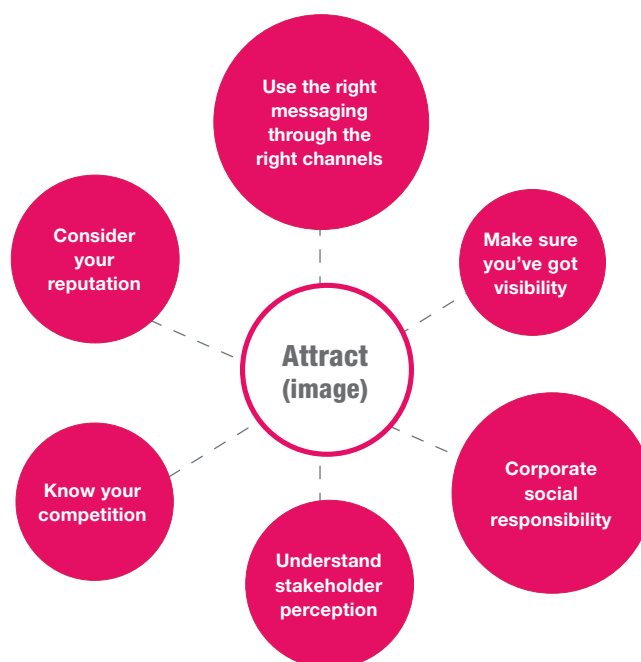 Use the right
messaging
through the
right channels
Consider
your
reputation
Make sure
you’ve got
visibility
Attract
(image)
Know your
competition
Corporate
social
responsibility
Understand
stakeholder
perception